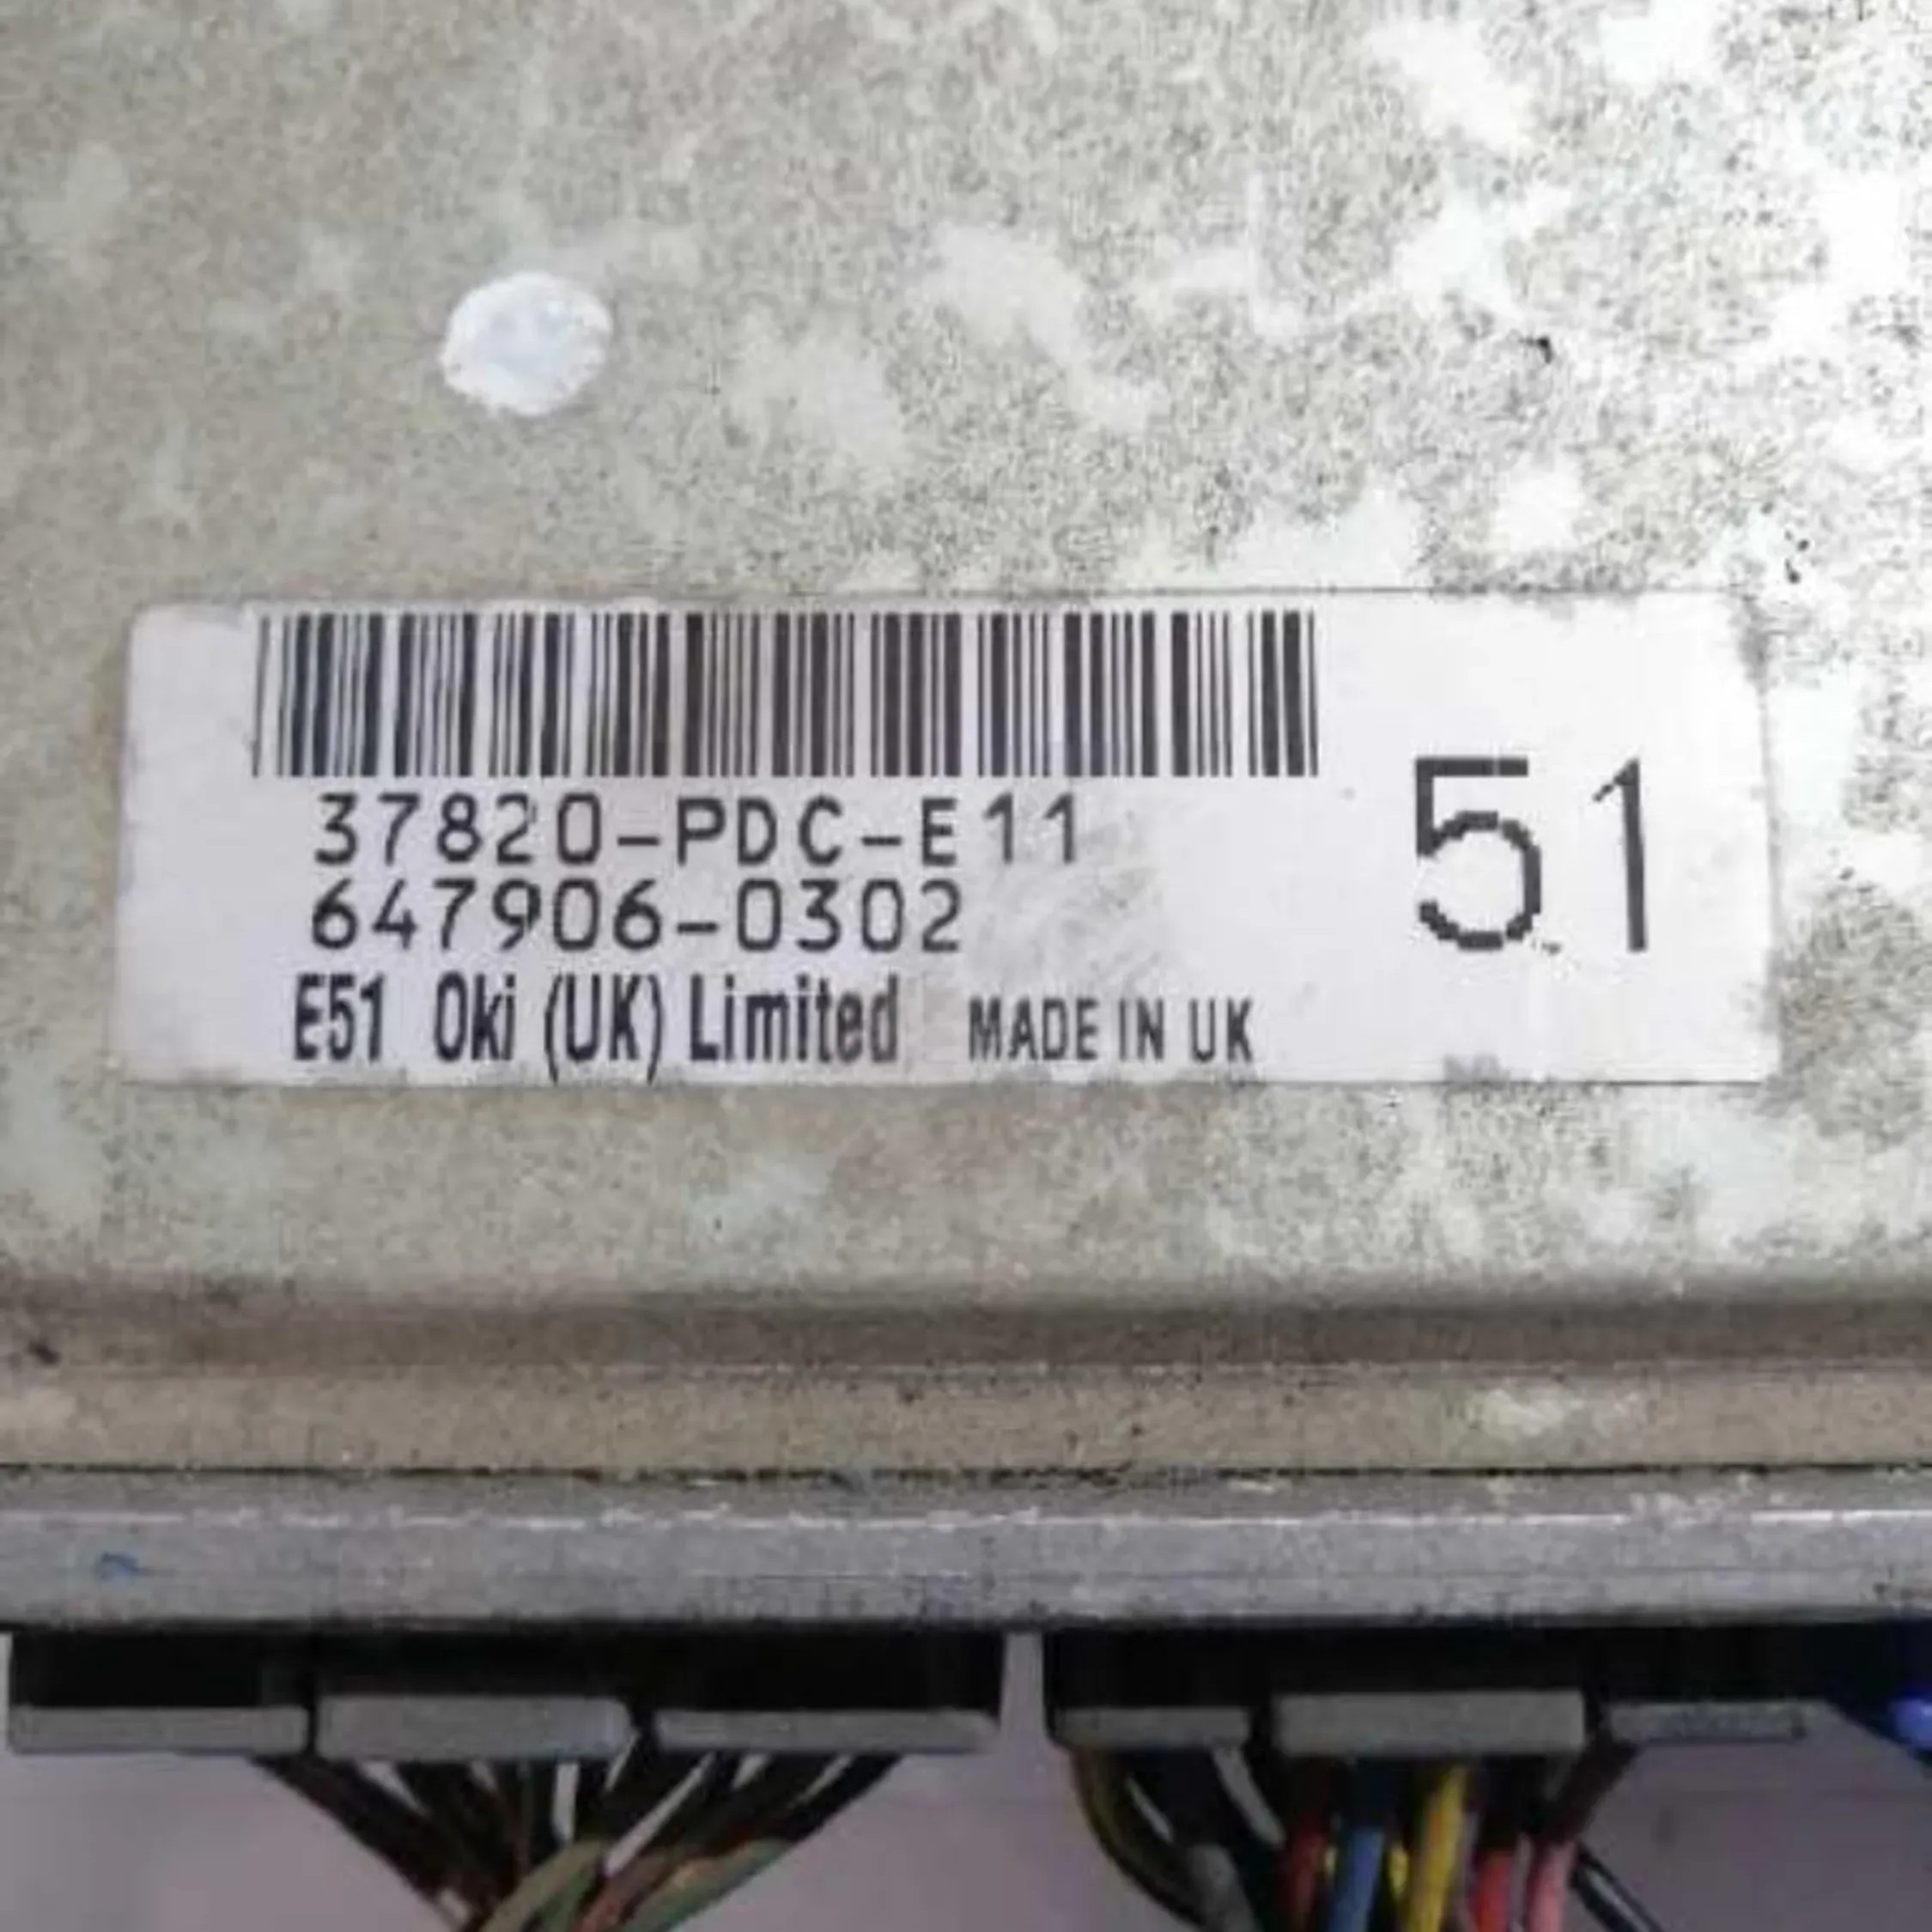 37820-PDC-E11
51
647906-0302
E51 Oki (UK) Limited MADE IN UK